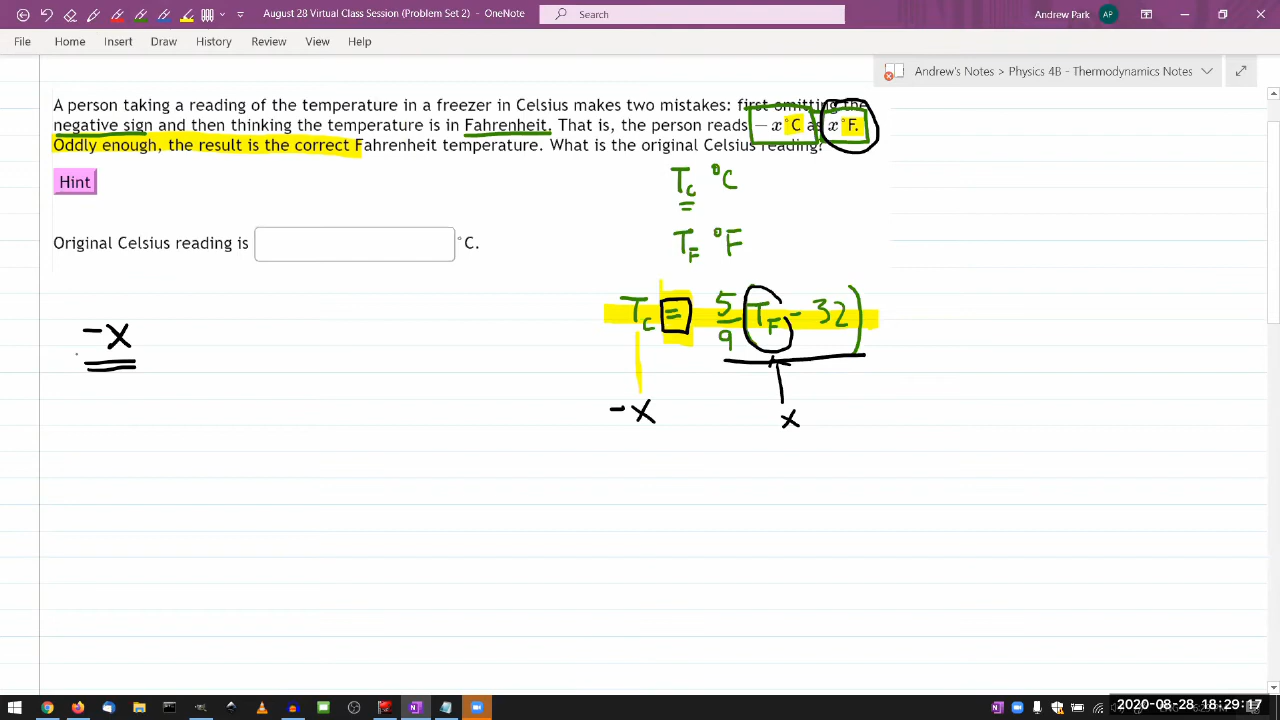 August 28 Virtual Class Session (Problem Set 2) - OneNote
Search
Andrew Park
AP
File Home Insert Draw History Review View Help
Andrew's Notes > Physics 4B - Thermodynamics Notes
A person taking a reading of the temperature in a freezer in Celsius makes two mistakes: first omitting the
negative sign and then thinking the temperature is in Fahrenheit. That is, the person reads −x°C as x°F.
Oddly enough, the result is the correct Fahrenheit temperature. What is the original Celsius reading?
Hint
T_C °C
T_F °F
Original Celsius reading is °C.
T_C = 5/9 (T_F - 32)
-x
-x
x
2020-08-28 18:29:17